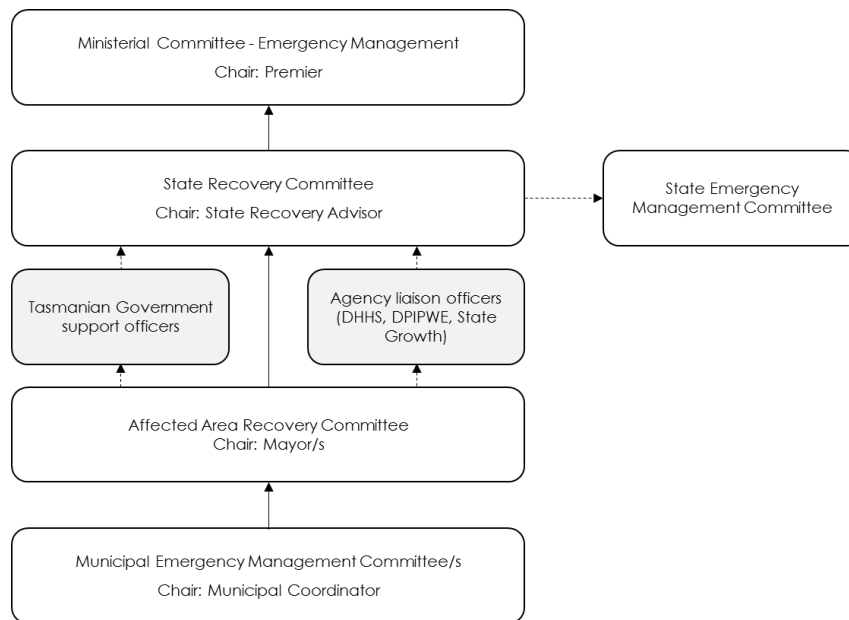 Ministerial Committee - Emergency Management
Chair: Premier
State Recovery Committee
Chair: State Recovery Advisor
State Emergency
Management Committee
Tasmanian Government
support officers
Agency liaison officers
(DHHS, DPIPWE, State
Growth)
Affected Area Recovery Committee
Chair: Mayor/s
Municipal Emergency Management Committee/s
Chair: Municipal Coordinator